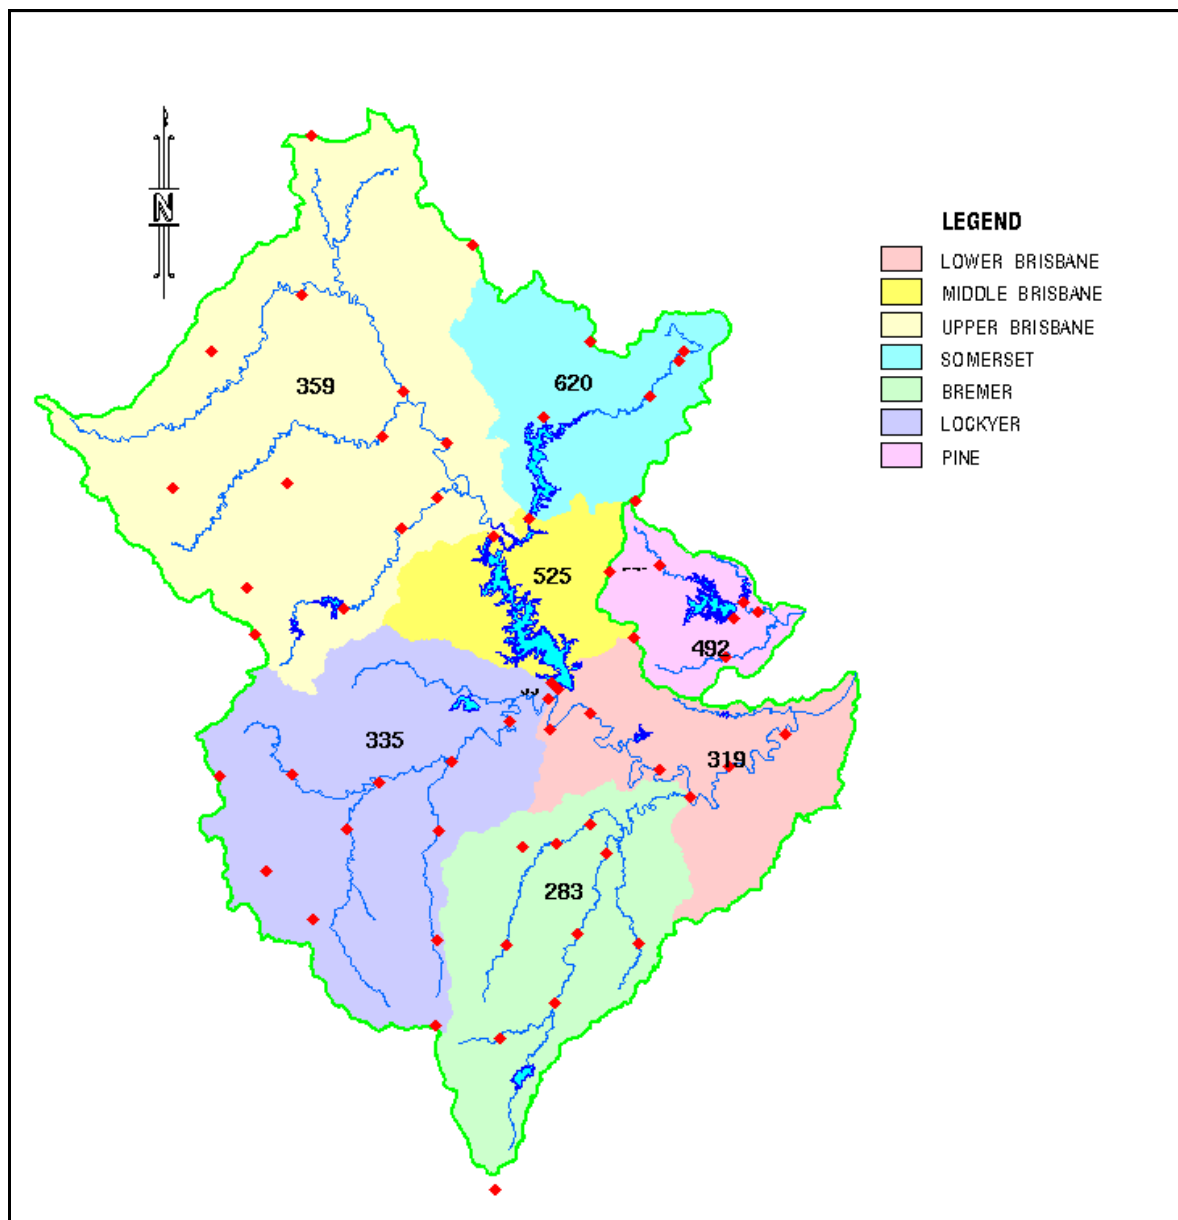 N
LEGEND
LOWER BRISBANE
MIDDLE BRISBANE
UPPER BRISBANE
SOMERSET
BREMER
LOCKYER
PINE
359
620
525
492
335
319
283